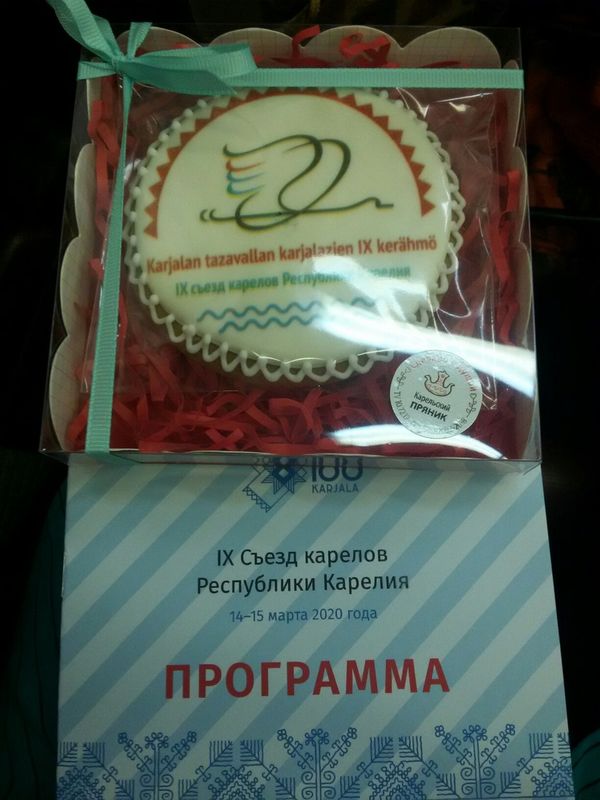 Karjalan tazavallan karjalazien IX kerähmö
IX съезд карелов Республики Карелия
Карельский
ПРЯНИК
100
KARJALA
IX Съезд карелов
Республики Карелия
14–15 марта 2020 года
ПРОГРАММА